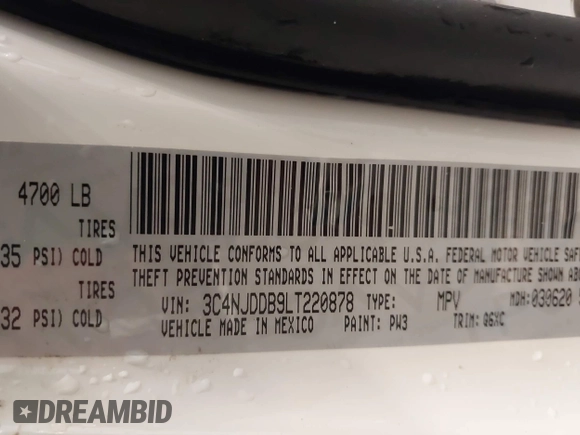 4700 LB
TIRES
35 PSI) COLD
TIRES
32 PSI) COLD
THIS VEHICLE CONFORMS TO ALL APPLICABLE U.S.A. FEDERAL MOTOR VEHICLE SAF
THEFT PREVENTION STANDARDS IN EFFECT ON THE DATE OF MANUFACTURE SHOWN A
VIN: 3C4NJDDB9LT220878 TYPE: MPV MDH: 030620
VEHICLE MADE IN MEXICO PAINT: PW3 TRIM: Q6XC
DREAMBID